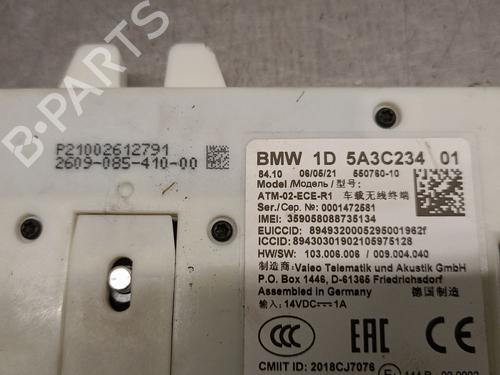 B-PARTS
P21002612791
2609-085-410-00
BMW 1D 5A3C234 01
84.10 06/05/21 550760-10
Model /Модель / 型号:
ATM-02-ECE-R1 车载无线终端
Ser./Сер. №: 0001472581
IMEI: 359058088735134
EUICCID: 89493200005295001962f
ICCID: 89430301902105975128
HW/SW: 103.006.006 / 009.004.040
制造商: Valeo Telematik und Akustik GmbH
P.O. Box 1446, D-61365 Friedrichsdorf
Assembled in Germany 德国制造
输入: 14VDC 1A
CCC EAC CE
CMIIT ID: 2018CJ7076